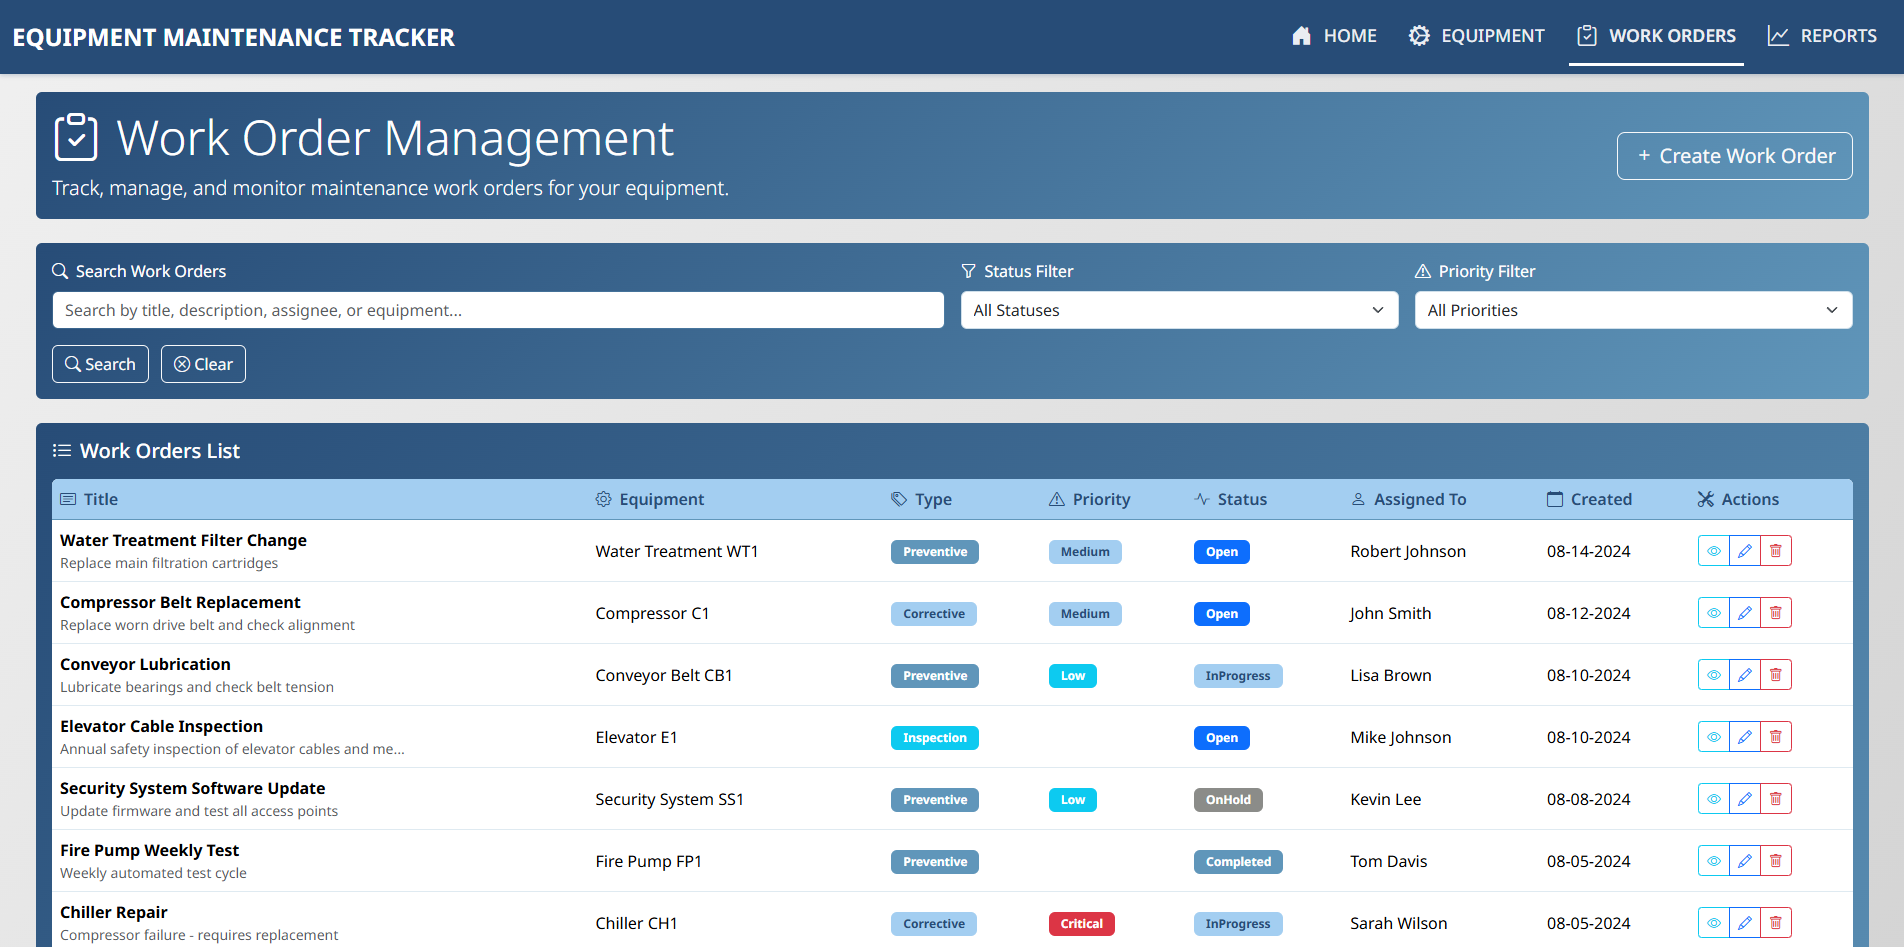 EQUIPMENT MAINTENANCE TRACKER
HOME EQUIPMENT WORK ORDERS REPORTS
Work Order Management
Track, manage, and monitor maintenance work orders for your equipment.
+ Create Work Order
Search Work Orders Status Filter Priority Filter
Search by title, description, assignee, or equipment... All Statuses All Priorities
Search Clear
Work Orders List
Title Equipment Type Priority Status Assigned To Created Actions
Water Treatment Filter Change
Replace main filtration cartridges
Water Treatment WT1 Preventive Medium Open Robert Johnson 08-14-2024
Compressor Belt Replacement
Replace worn drive belt and check alignment
Compressor C1 Corrective Medium Open John Smith 08-12-2024
Conveyor Lubrication
Lubricate bearings and check belt tension
Conveyor Belt CB1 Preventive Low InProgress Lisa Brown 08-10-2024
Elevator Cable Inspection
Annual safety inspection of elevator cables and me...
Elevator E1 Inspection Open Mike Johnson 08-10-2024
Security System Software Update
Update firmware and test all access points
Security System SS1 Preventive Low OnHold Kevin Lee 08-08-2024
Fire Pump Weekly Test
Weekly automated test cycle
Fire Pump FP1 Preventive Completed Tom Davis 08-05-2024
Chiller Repair
Compressor failure - requires replacement
Chiller CH1 Corrective Critical InProgress Sarah Wilson 08-05-2024